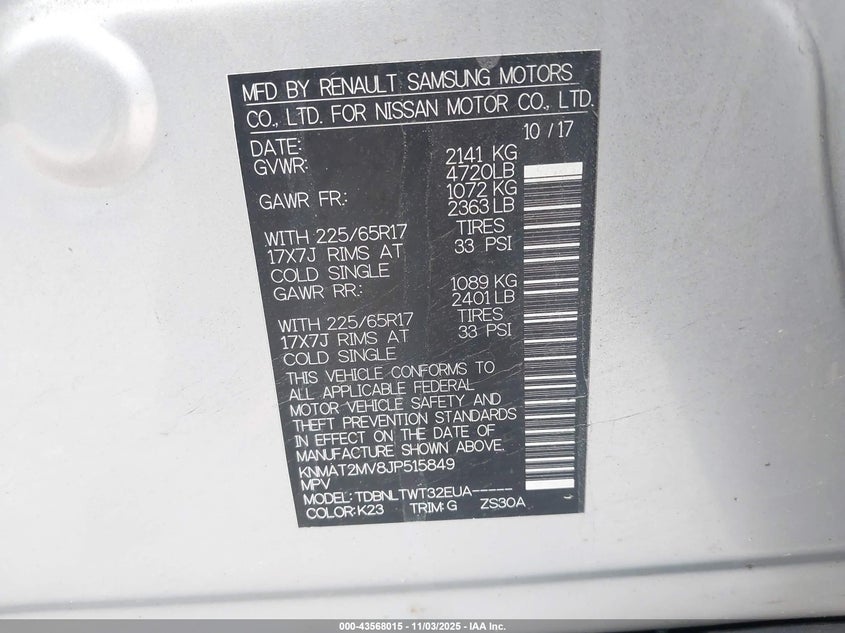 MFD BY RENAULT SAMSUNG MOTORS
CO., LTD. FOR NISSAN MOTOR CO., LTD.
DATE: 10 / 17
GVWR: 2141 KG
4720LB
GAWR FR: 1072 KG
2363 LB
WITH 225/65R17 TIRES
17X7J RIMS AT 33 PSI
COLD SINGLE
GAWR RR: 1089 KG
2401 LB
WITH 225/65R17 TIRES
17X7J RIMS AT 33 PSI
COLD SINGLE
THIS VEHICLE CONFORMS TO
ALL APPLICABLE FEDERAL
MOTOR VEHICLE SAFETY AND
THEFT PREVENTION STANDARDS
IN EFFECT ON THE DATE OF
MANUFACTURE SHOWN ABOVE.
KNMAT2MV8JP515849
MPV
MODEL: TDBNLTWT32EUA-----
COLOR: K23 TRIM: G ZS30A
000-43568015 - 11/03/2025 - IAA Inc.